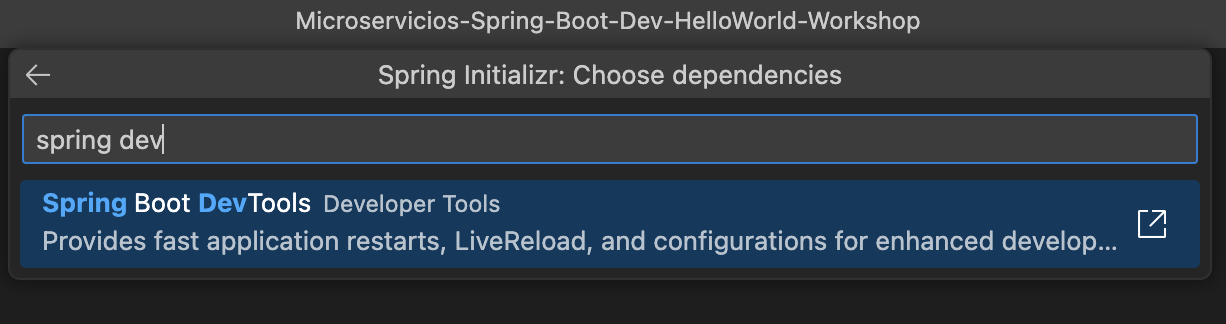 Microservicios-Spring-Boot-Dev-HelloWorld-Workshop
Spring Initializr: Choose dependencies
spring dev
Spring Boot DevTools Developer Tools
Provides fast application restarts, LiveReload, and configurations for enhanced develop...